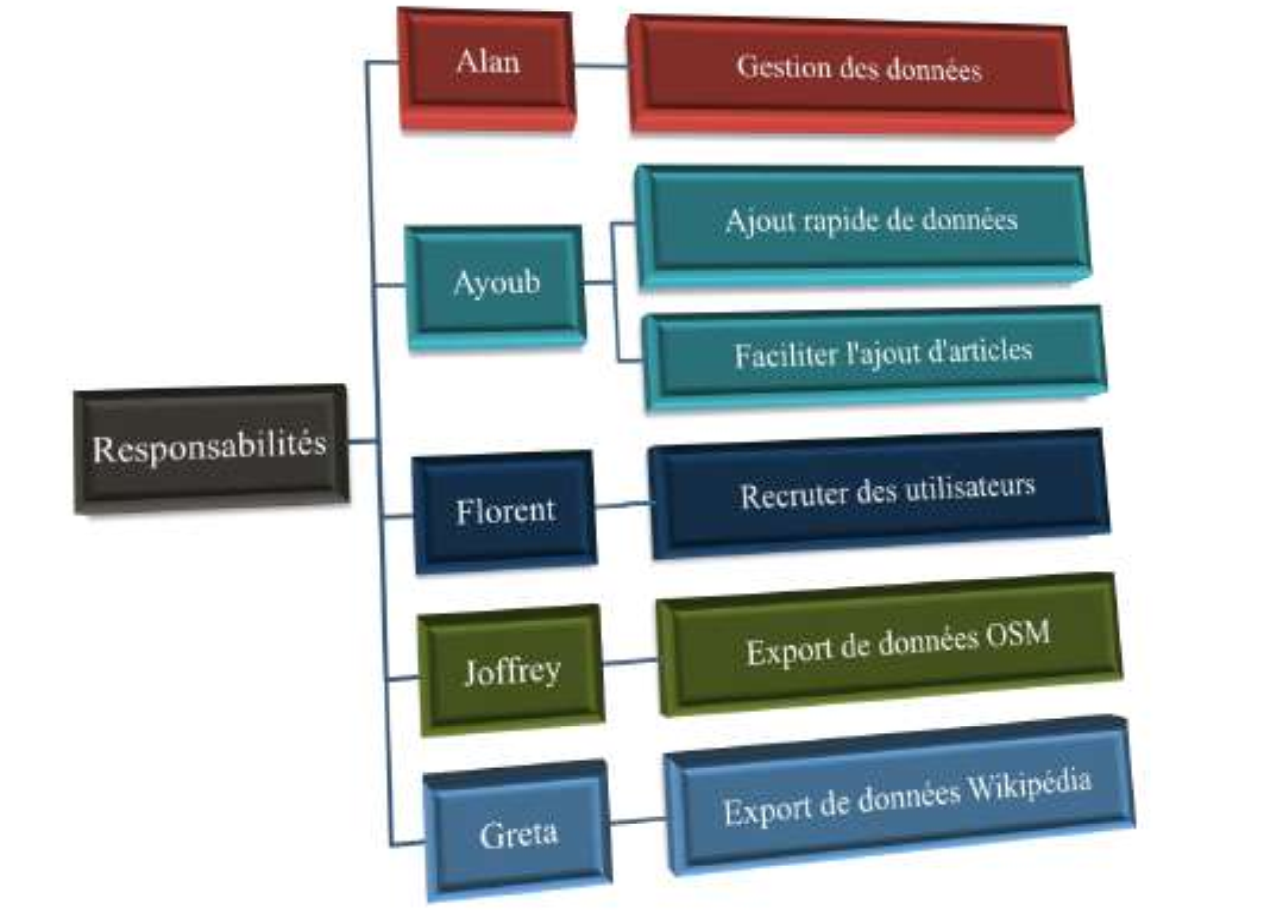 Responsabilités
Alan
Gestion des données
Ayoub
Ajout rapide de données
Faciliter l'ajout d'articles
Florent
Recruter des utilisateurs
Joffrey
Export de données OSM
Greta
Export de données Wikipédia